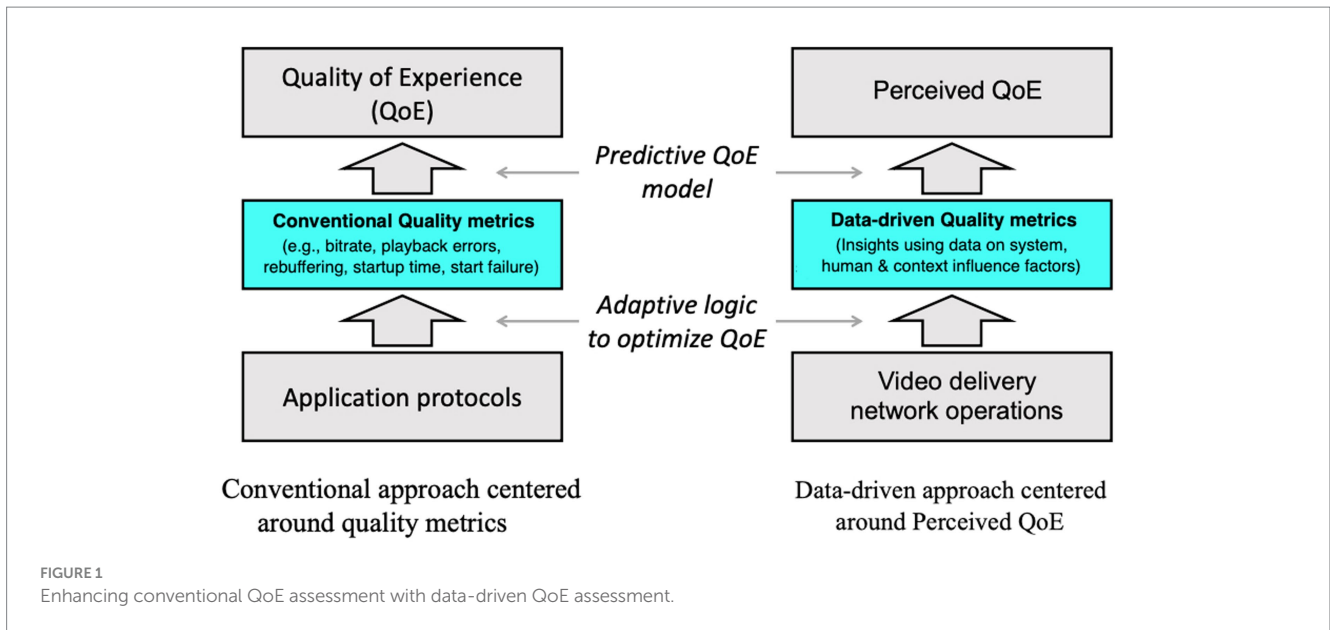 Quality of Experience
(QoE)
Perceived QoE
Predictive QoE
model
Conventional Quality metrics
(e.g., bitrate, playback errors,
rebuffering, startup time, start failure)
Data-driven Quality metrics
(Insights using data on system,
human & context influence factors)
Adaptive logic
to optimize QoE
Application protocols
Video delivery
network operations
Conventional approach centered
around quality metrics
Data-driven approach centered
around Perceived QoE
FIGURE 1
Enhancing conventional QoE assessment with data-driven QoE assessment.